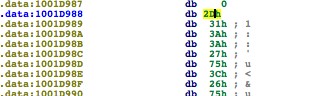 .data:1001D987 db 0
.data:1001D988 db 2Dh
.data:1001D989 db 31h ; 1
.data:1001D98A db 3Ah ; :
.data:1001D98B db 3Ah ; :
.data:1001D98C db 27h ; '
.data:1001D98D db 75h ; u
.data:1001D98E db 3Ch ; <
.data:1001D98F db 26h ; &
.data:1001D990 db 75h ; u